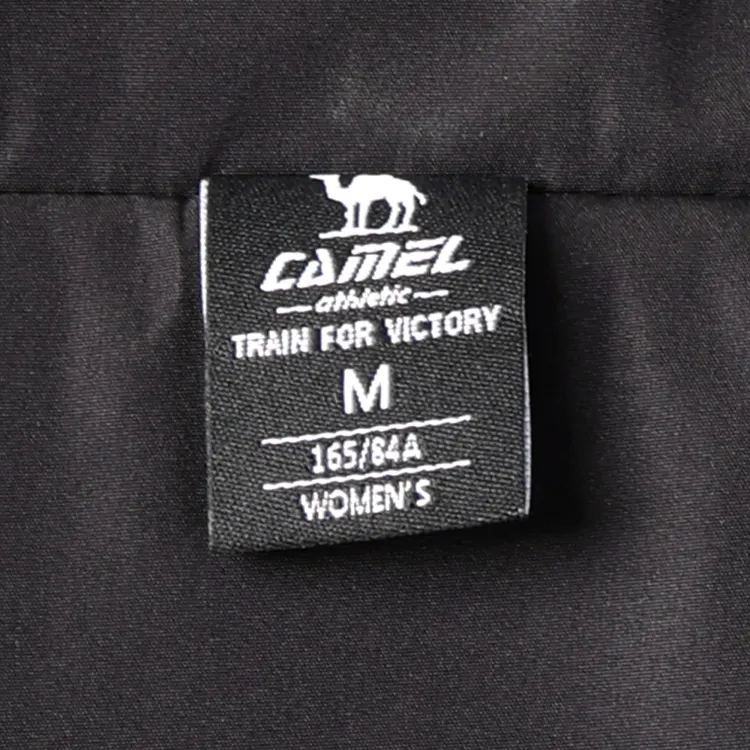 CAMEL
athletic
TRAIN FOR VICTORY
M
165/84A
WOMEN'S